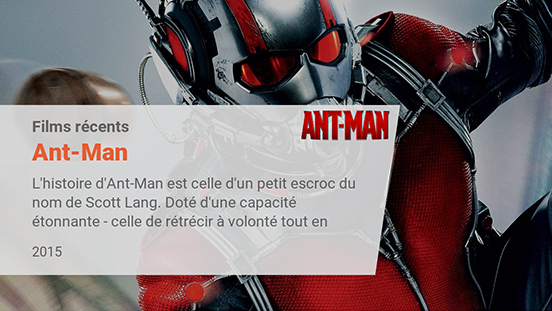 Films récents
ANT-MAN
Ant-Man
L'histoire d'Ant-Man est celle d'un petit escroc du
nom de Scott Lang. Doté d'une capacité
étonnante - celle de rétrécir à volonté tout en
2015